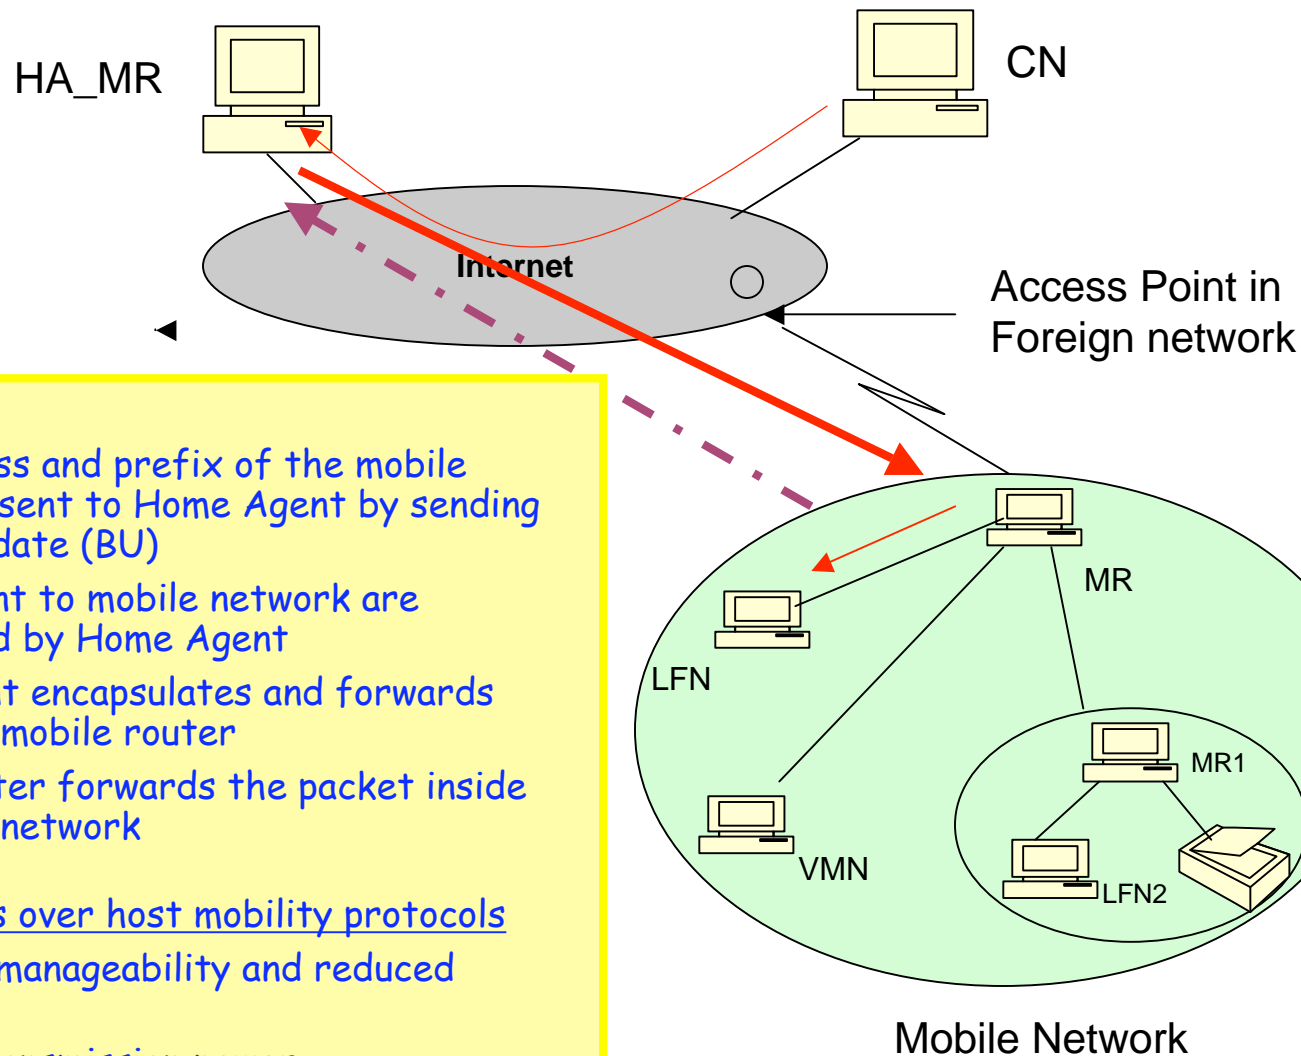 HA_MR
CN
Internet
Access Point in
Foreign network
ss and prefix of the mobile
sent to Home Agent by sending
date (BU)
nt to mobile network are
d by Home Agent
t encapsulates and forwards
mobile router
ter forwards the packet inside
network
s over host mobility protocols
manageability and reduced
MR
LFN
MR1
VMN
LFN2
Mobile Network